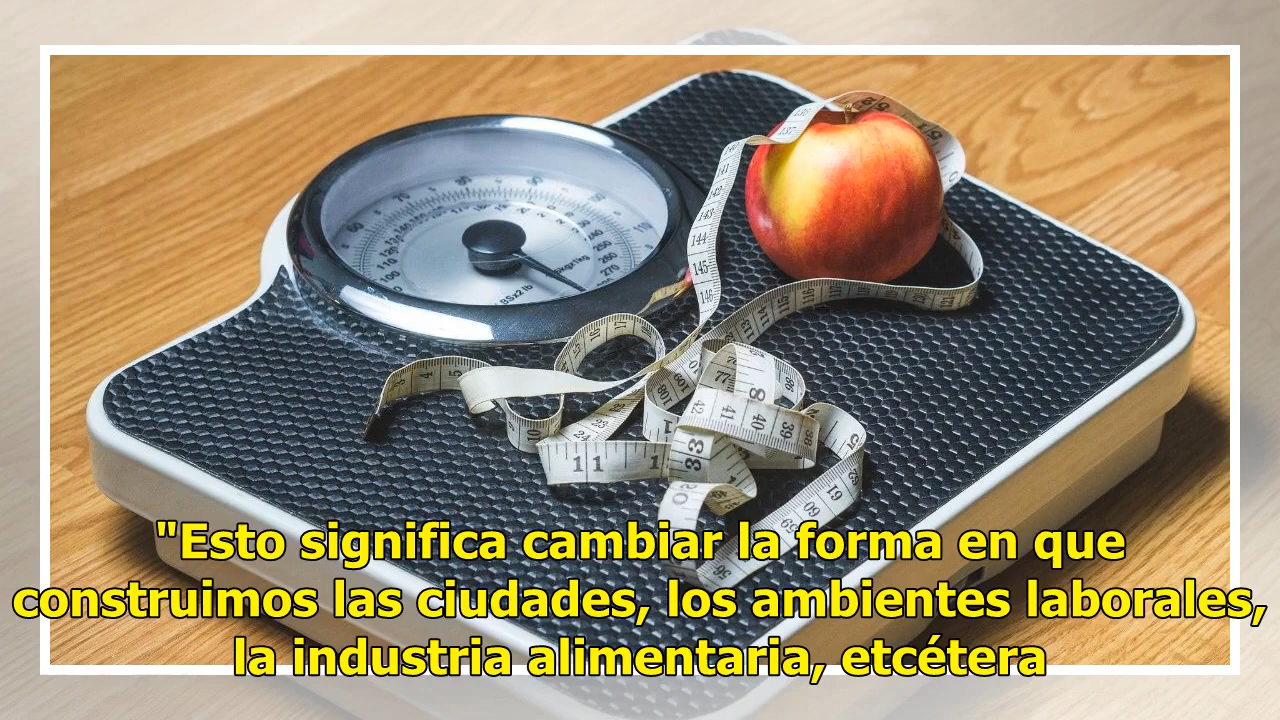 "Esto significa cambiar la forma en que
construimos las ciudades, los ambientes laborales,
la industria alimentaria, etcétera